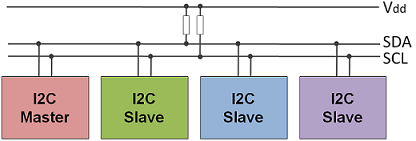 Vdd
SDA
SCL
I2C
Master
I2C
Slave
I2C
Slave
I2C
Slave